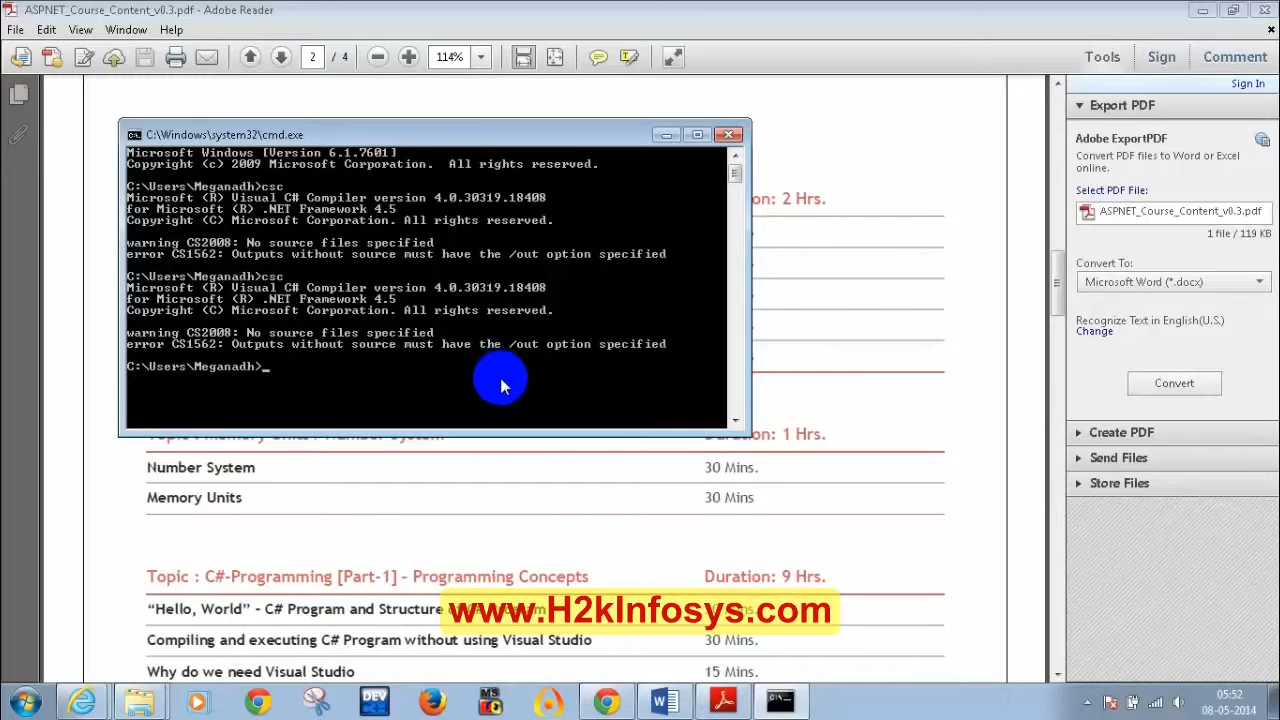 ASPNET_Course_Content_v0.3.pdf - Adobe Reader
File Edit View Window Help
2 / 4
114%
Tools Sign Comment
Sign In
Export PDF
Adobe ExportPDF
Convert PDF files to Word or Excel
online.
Select PDF File:
ASPNET_Course_Content_v0.3.pdf
1 file / 119 KB
Convert To:
Microsoft Word (*.docx)
Recognize Text in English(U.S.)
Change
Convert
Create PDF
Send Files
Store Files
C:\Windows\system32\cmd.exe
Microsoft Windows [Version 6.1.7601]
Copyright (c) 2009 Microsoft Corporation.  All rights reserved.
C:\Users\Meganadh>csc
Microsoft (R) Visual C# Compiler version 4.0.30319.18408
for Microsoft (R) .NET Framework 4.5
Copyright (C) Microsoft Corporation. All rights reserved.
warning CS2008: No source files specified
error CS1562: Outputs without source must have the /out option specified
C:\Users\Meganadh>csc
Microsoft (R) Visual C# Compiler version 4.0.30319.18408
for Microsoft (R) .NET Framework 4.5
Copyright (C) Microsoft Corporation. All rights reserved.
warning CS2008: No source files specified
error CS1562: Outputs without source must have the /out option specified
C:\Users\Meganadh>_
on: 2 Hrs.
on: 1 Hrs.
Number System 30 Mins.
Memory Units 30 Mins
Topic : C#-Programming [Part-1] – Programming Concepts Duration: 9 Hrs.
“Hello, World” – C# Program and Structure
www.H2kInfosys.com
Compiling and executing C# Program without using Visual Studio 30 Mins.
Why do we need Visual Studio 15 Mins.
DEV
MS
05:52
08-05-2014